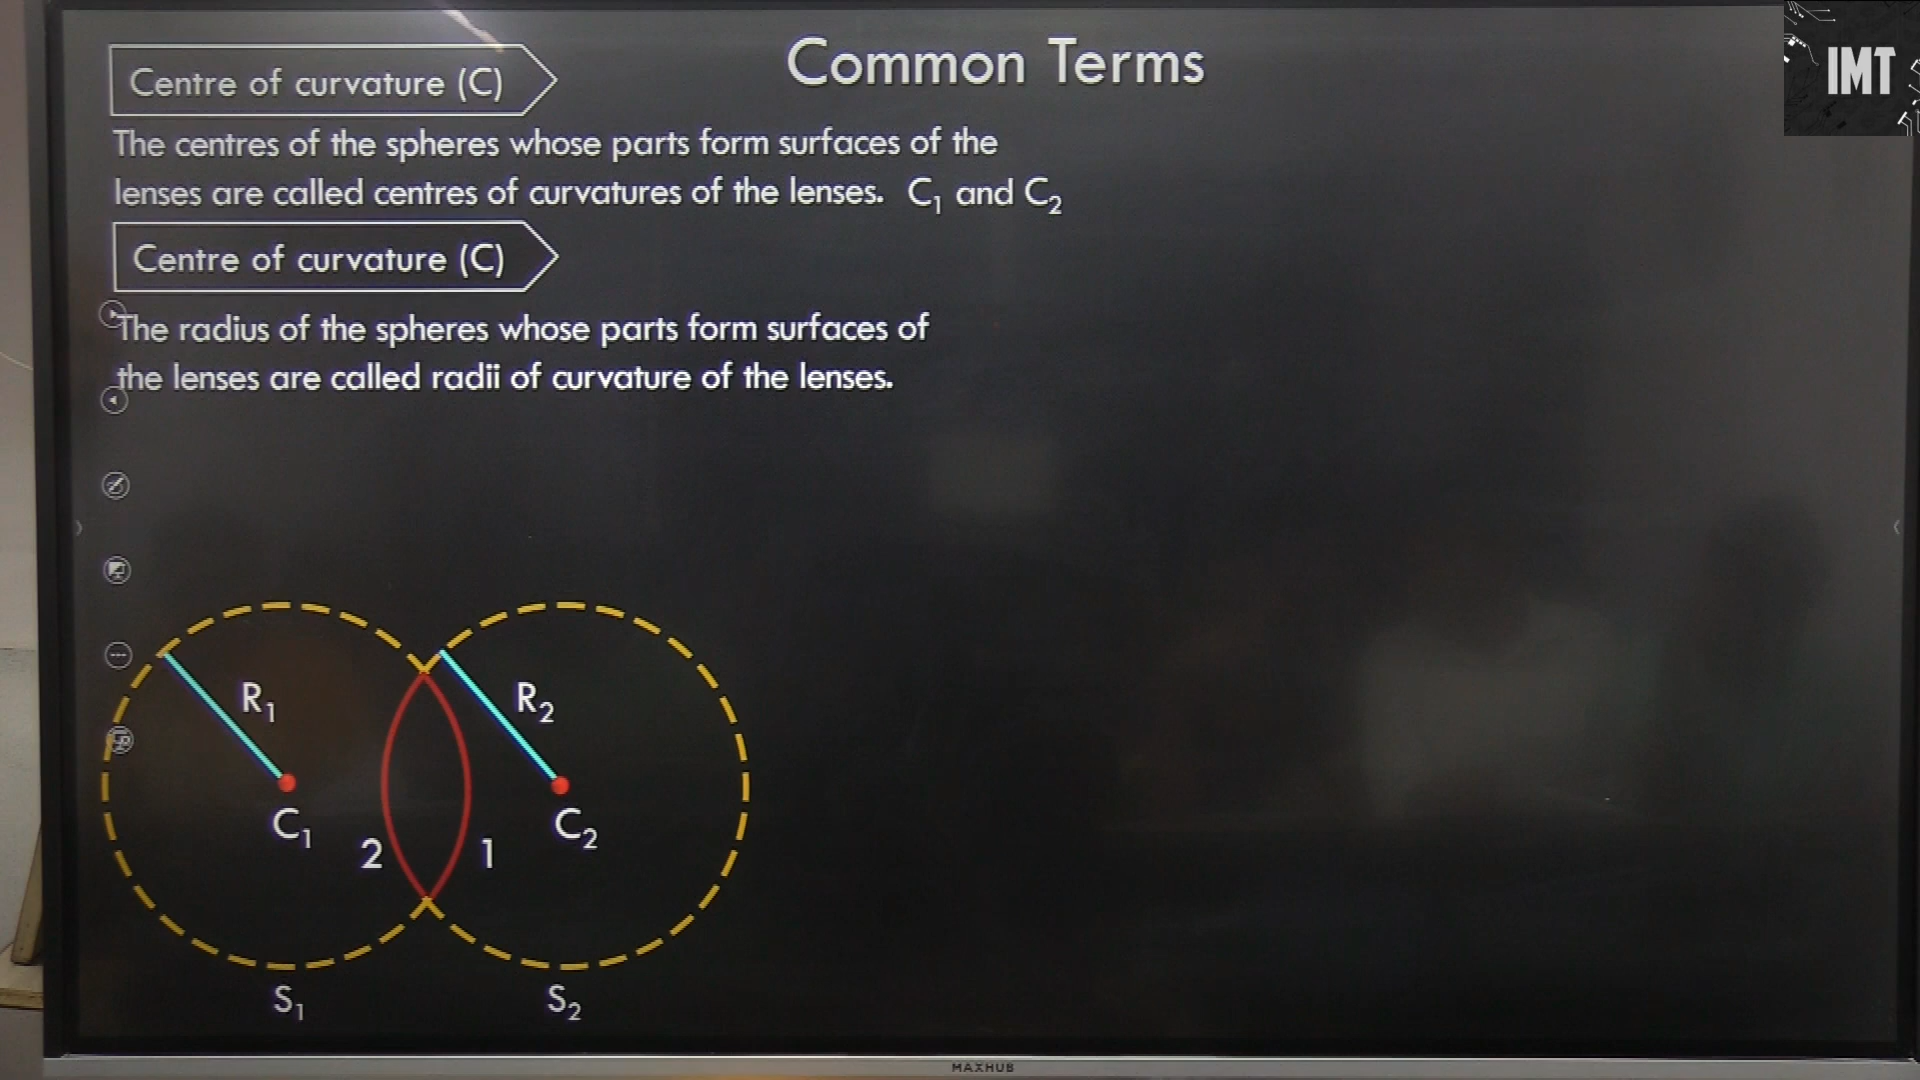 Common Terms
IMT
Centre of curvature (C)
The centres of the spheres whose parts form surfaces of the
lenses are called centres of curvatures of the lenses. C₁ and C₂
Centre of curvature (C)
The radius of the spheres whose parts form surfaces of
the lenses are called radii of curvature of the lenses.
R₁
R₂
C₁
C₂
2
1
S₁
S₂
MAXHUB